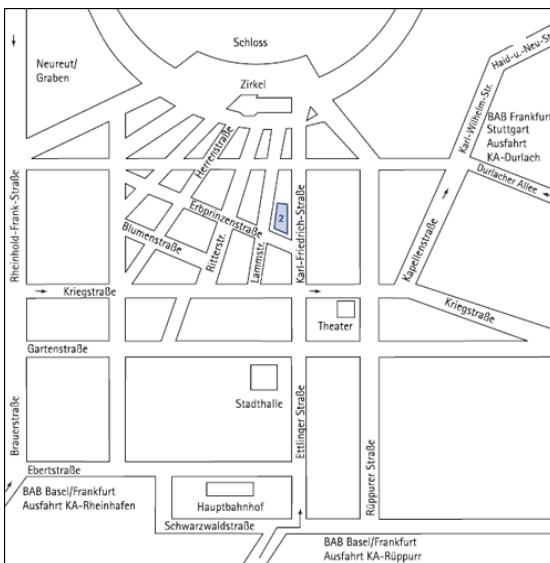 Schloss
Haid-u.-Neu-Str.
Neureut/
Graben
Zirkel
Karl-Wilhelm-Str.
BAB Frankfurt
Stuttgart
Ausfahrt
KA-Durlach
Herrenstraße
Durlacher Allee
Rheinhold-Frank-Straße
Erbprinzenstraße
2
Karl-Friedrich-Straße
Blumenstraße
Ritterstr.
Lammstr.
Kapellenstraße
Kriegstraße
Kriegstraße
Theater
Gartenstraße
Stadthalle
Brauerstraße
Ettlinger Straße
Rüppurer Straße
Ebertstraße
BAB Basel/Frankfurt
Ausfahrt KA-Rheinhafen
Hauptbahnhof
Schwarzwaldstraße
BAB Basel/Frankfurt
Ausfahrt KA-Rüppurr